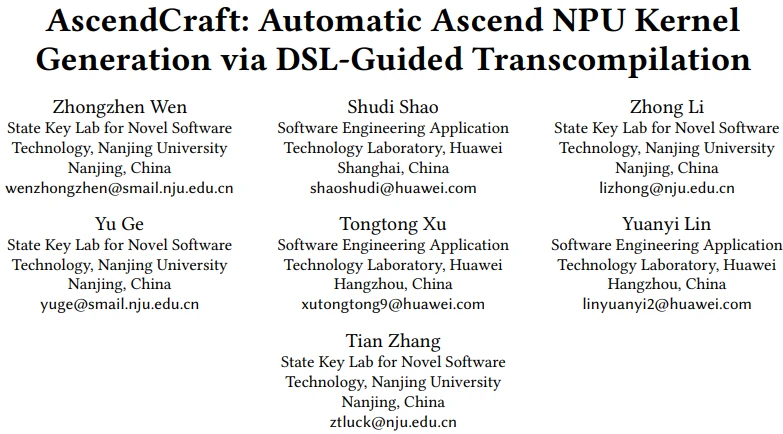 AscendCraft: Automatic Ascend NPU Kernel
Generation via DSL-Guided Transcompilation
Zhongzhen Wen
State Key Lab for Novel Software
Technology, Nanjing University
Nanjing, China
wenzhongzhen@smail.nju.edu.cn
Shudi Shao
Software Engineering Application
Technology Laboratory, Huawei
Shanghai, China
shaoshudi@huawei.com
Zhong Li
State Key Lab for Novel Software
Technology, Nanjing University
Nanjing, China
lizhong@nju.edu.cn
Yu Ge
State Key Lab for Novel Software
Technology, Nanjing University
Nanjing, China
yuge@smail.nju.edu.cn
Tongtong Xu
Software Engineering Application
Technology Laboratory, Huawei
Hangzhou, China
xutongtong9@huawei.com
Yuanyi Lin
Software Engineering Application
Technology Laboratory, Huawei
Hangzhou, China
linyuanyi2@huawei.com
Tian Zhang
State Key Lab for Novel Software
Technology, Nanjing University
Nanjing, China
ztluck@nju.edu.cn